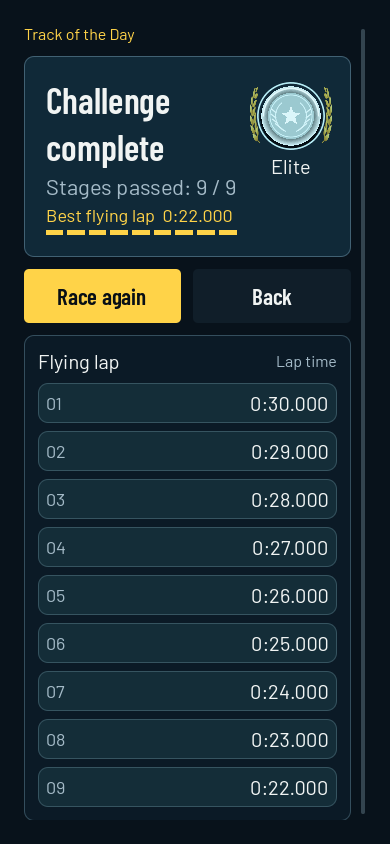 Track of the Day
Challenge
complete
Elite
Stages passed: 9 / 9
Best flying lap 0:22.000
Race again
Back
Flying lap
Lap time
01 0:30.000
02 0:29.000
03 0:28.000
04 0:27.000
05 0:26.000
06 0:25.000
07 0:24.000
08 0:23.000
09 0:22.000